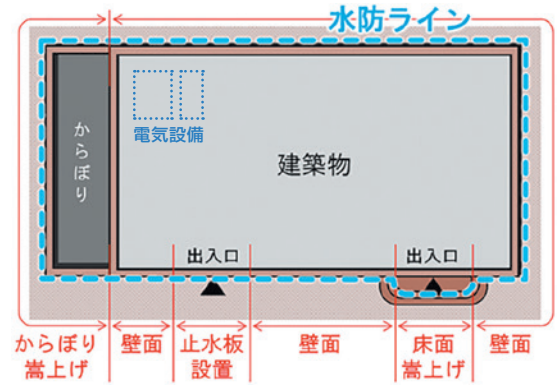 水防ライン
からぼり
電気設備
建築物
出入口
出入口
からぼり
嵩上げ
壁面
止水板
設置
壁面
床面
嵩上げ
壁面